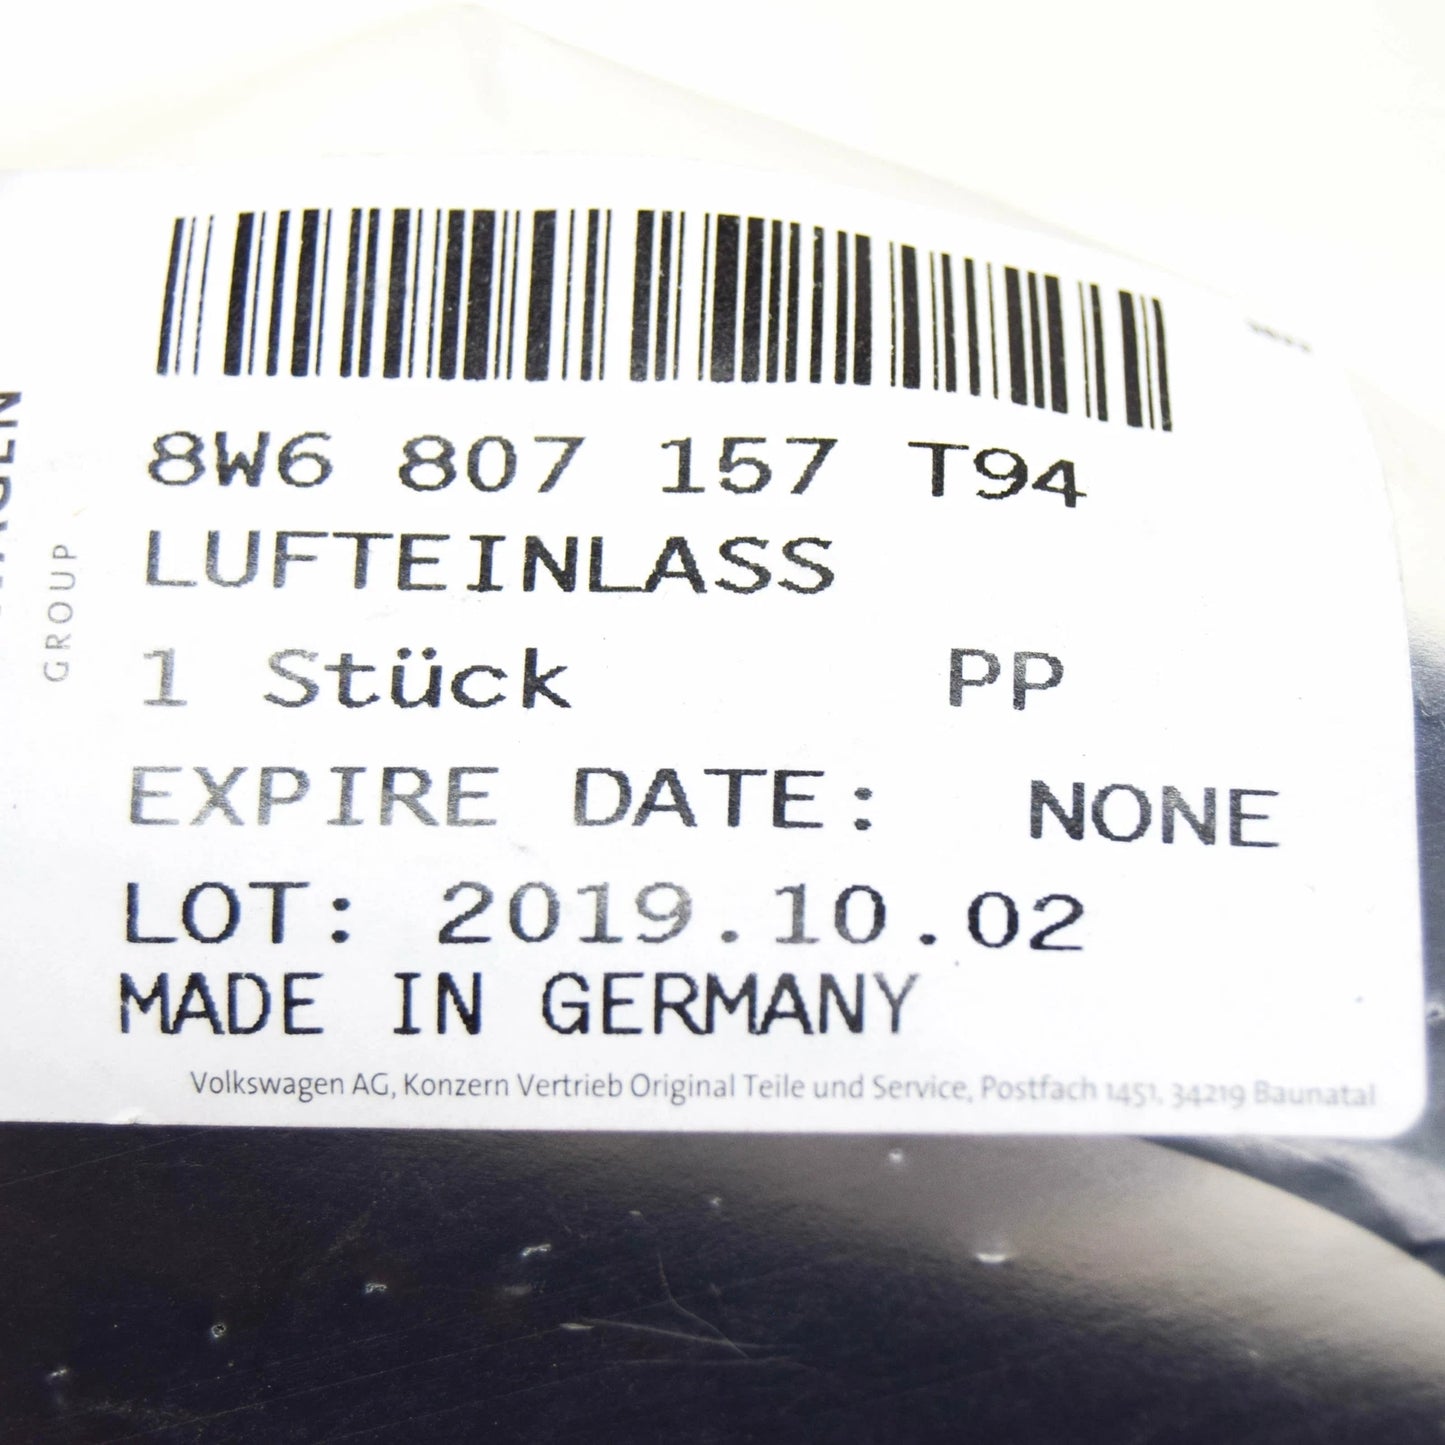 8W6 807 157 T94
LUFTEINLASS
1 Stück PP
EXPIRE DATE: NONE
LOT: 2019.10.02
MADE IN GERMANY
Volkswagen AG, Konzern Vertrieb Original Teile und Service, Postfach 1451, 34219 Baunatal
GROUP